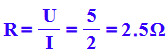 R = U/I = 5/2 = 2.5Ω